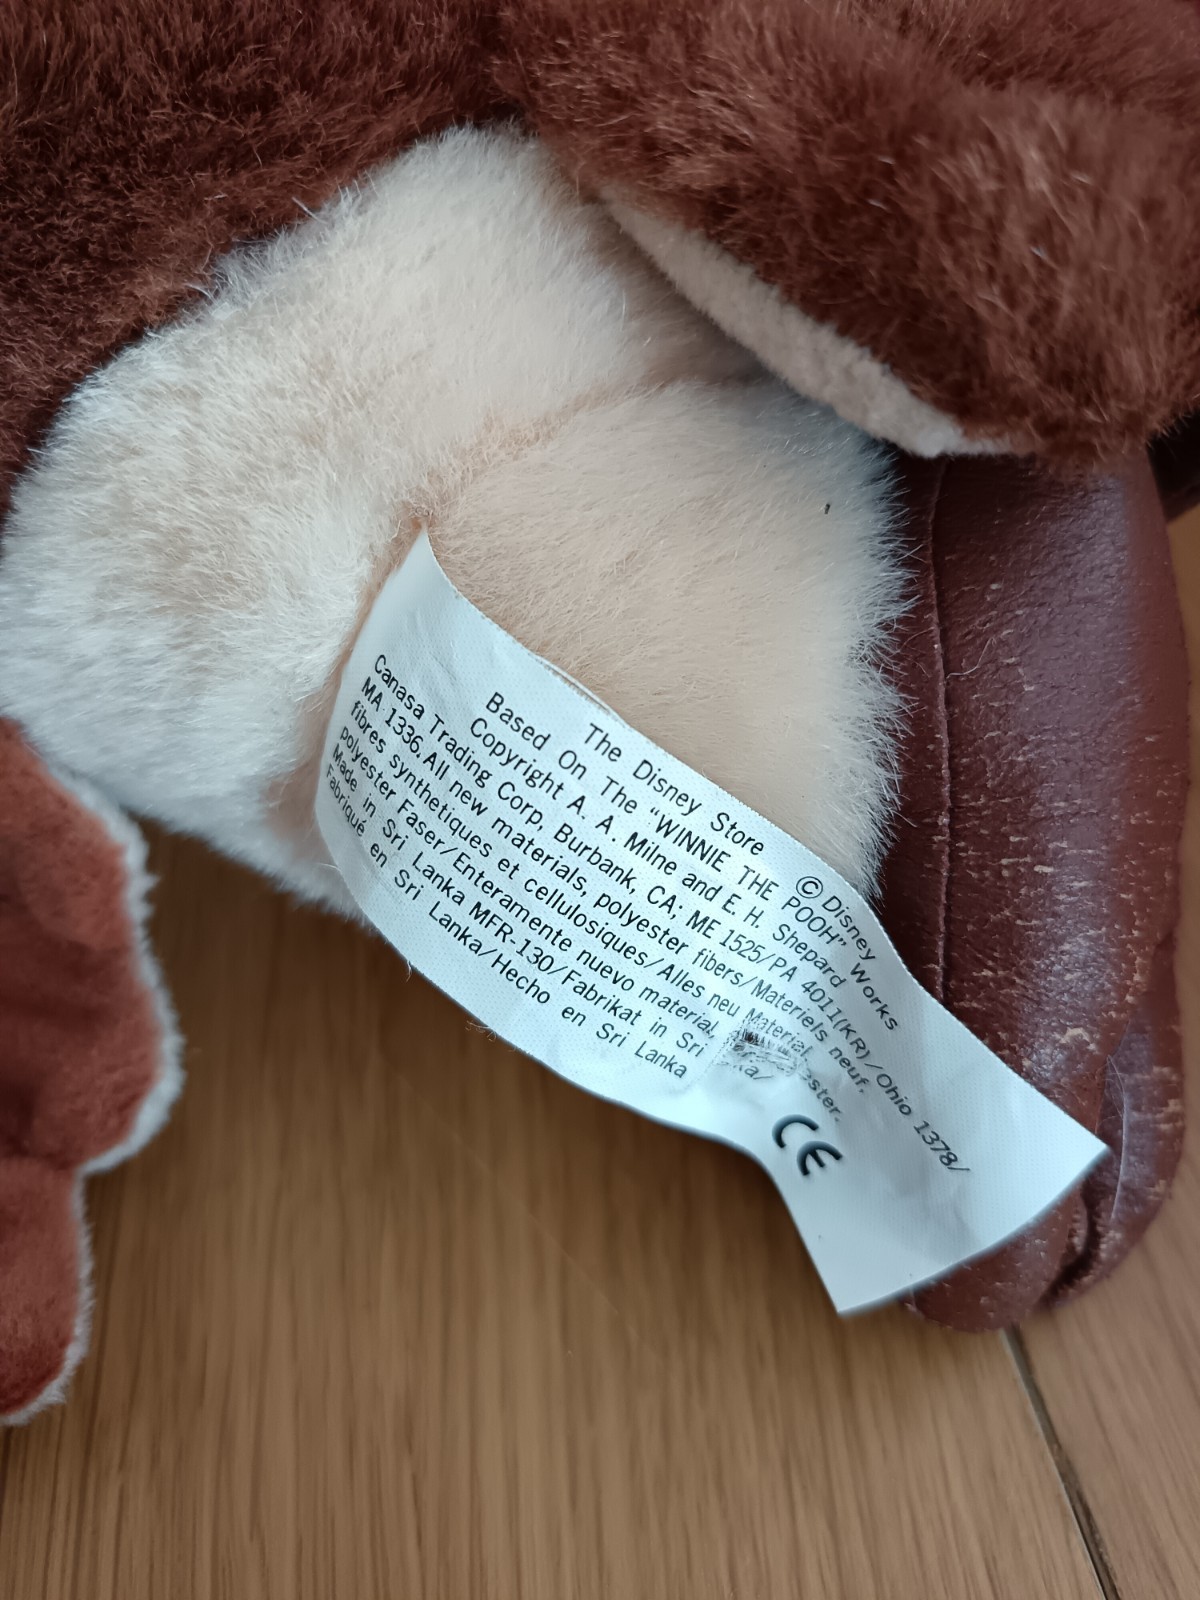 The Disney Store © Disney Works
Based On The "WINNIE THE POOH"
Copyright A. A. Milne and E. H. Shepard
Canasa Trading Corp, Burbank, CA; ME 1525/PA 4011(KR)/Ohio 1378/
MA 1336. All new materials, polyester fibers/Materiels neuf.
fibres synthetiques et cellulosiques/Alles neu Material.
polyester Faser/Enteramente nuevo material,
Made in Sri Lanka MFR-130/Fabrikat in Sri
Fabriqué en Sri Lanka/Hecho en Sri Lanka
CE